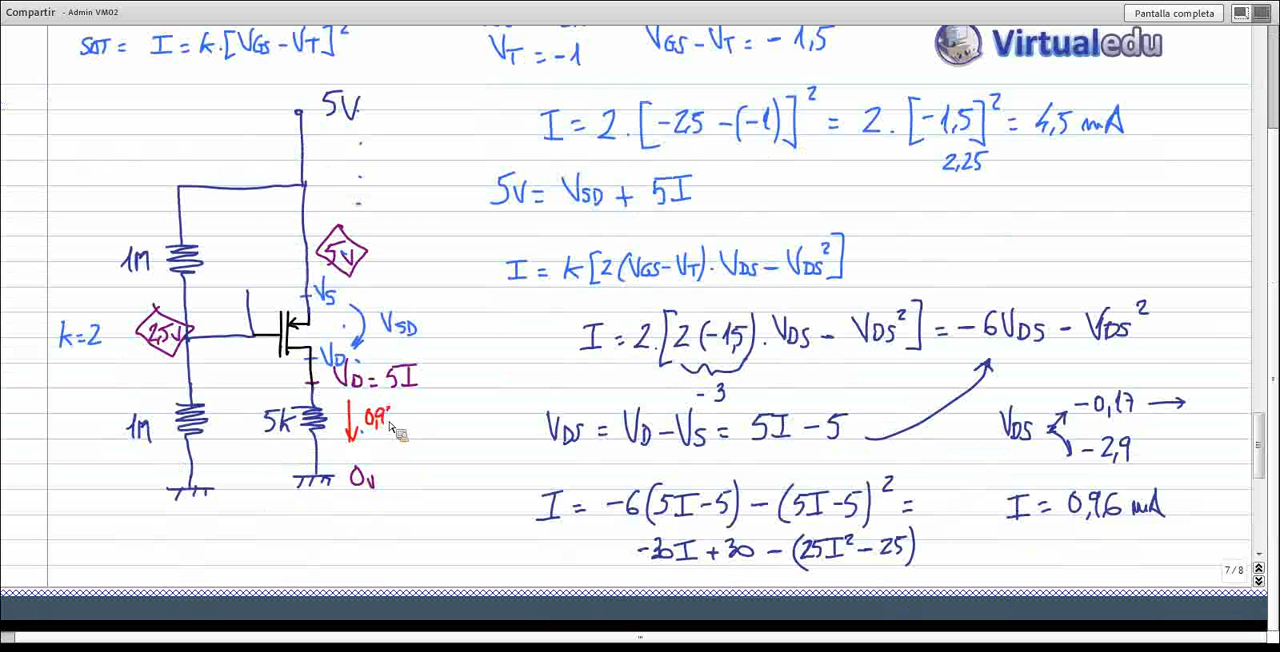 Compartir - Admin VM02
Pantalla completa
SAT = I = k.[VGS - VT]²
VT = -1
VGS - VT = -1,5
Virtualedu
5V
I = 2.[-2,5 -(-1)]² = 2.[-1,5]² = 4,5 mA
2,25
5V = VSD + 5I
1M
5V
I = k[2(VGS-VT).VDS - VDS²]
VS
VSD
k=2
2,5V
I = 2.[2(-1,5).VDS - VDS²] = -6VDS - VDS²
-3
VD
VD = 5I
1M
5k
0,9
VDS = VD - VS = 5I - 5
VDS
-0,17
-2,9
0V
I = -6(5I-5) - (5I-5)² =
I = 0,96 mA
-30I + 30 - (25I² - 25)
7 / 8